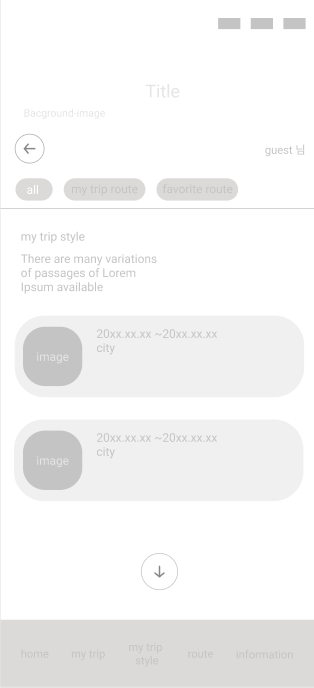 Title
Bacground-image
guest 님
all
my trip route
favorite route
my trip style
There are many variations
of passages of Lorem
Ipsum available
image
20xx.xx.xx ~20xx.xx.xx
city
image
20xx.xx.xx ~20xx.xx.xx
city
home
my trip
my trip
style
route
information